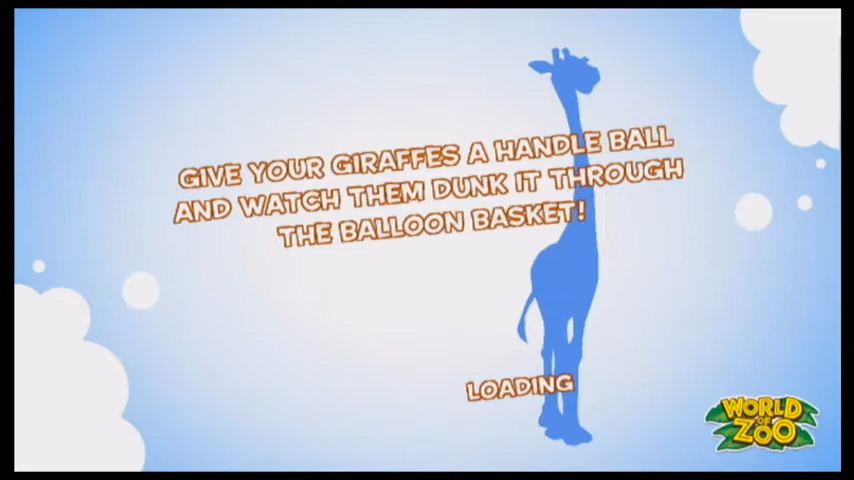 GIVE YOUR GIRAFFES A HANDLE BALL
AND WATCH THEM DUNK IT THROUGH
THE BALLOON BASKET!
LOADING
WORLD
OF
ZOO